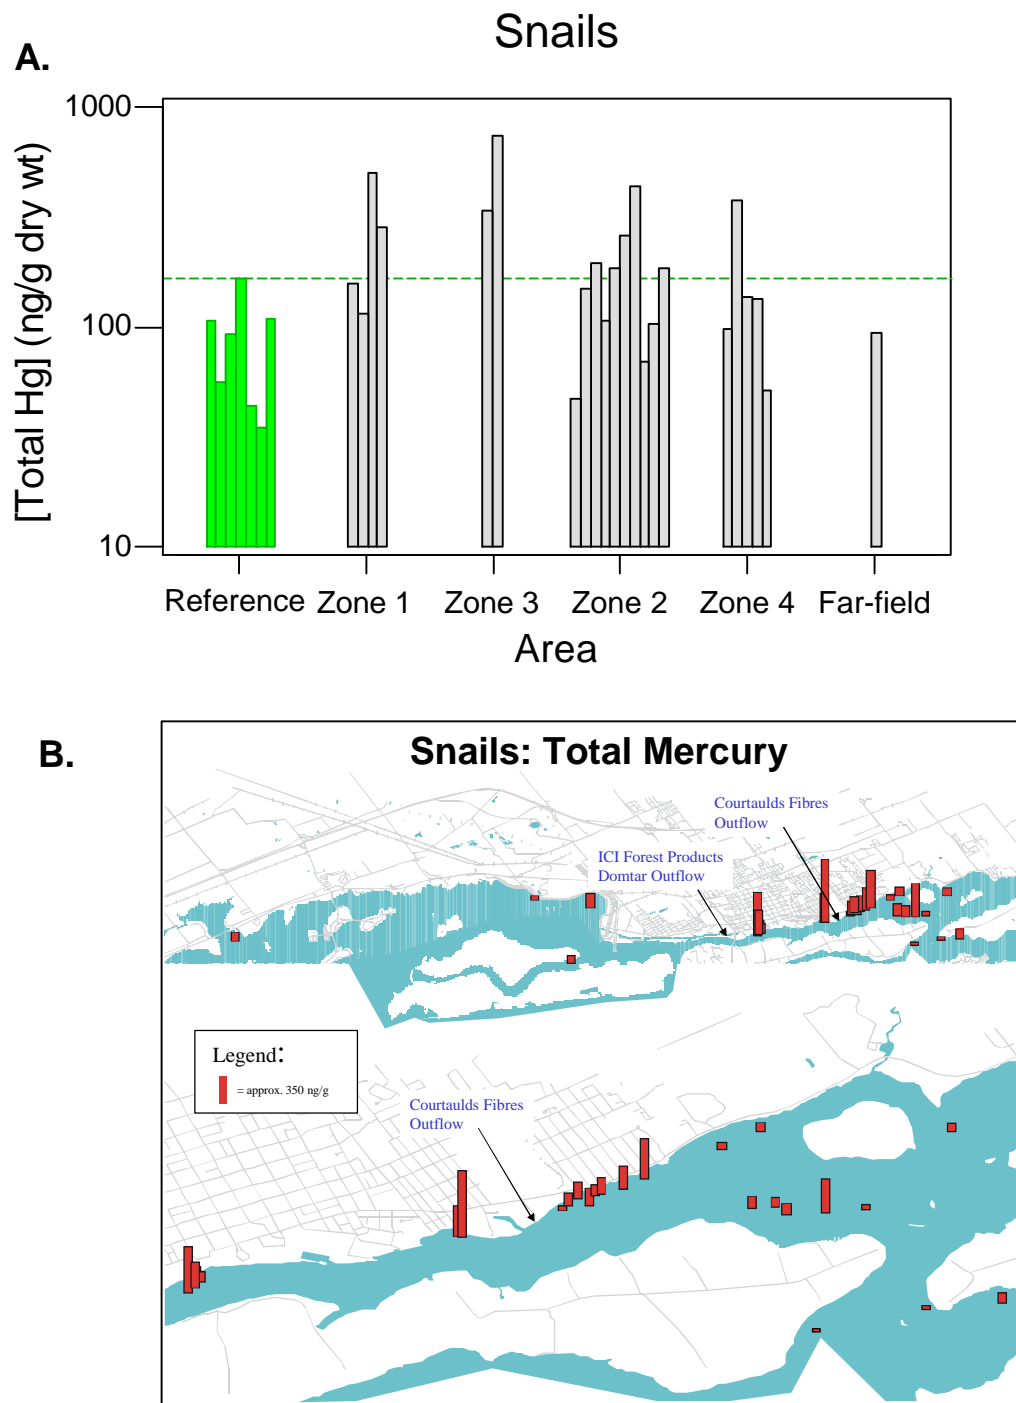 Snails
A.
[Total Hg] (ng/g dry wt)
1000
100
10
Reference Zone 1 Zone 3 Zone 2 Zone 4 Far-field
Area
B.
Snails: Total Mercury
Courtaulds Fibres
Outflow
ICI Forest Products
Domtar Outflow
Legend:
= approx. 350 ng/g
Courtaulds Fibres
Outflow